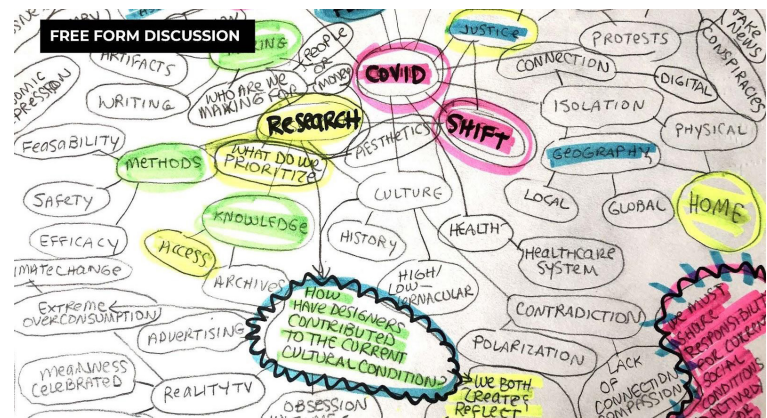 FREE FORM DISCUSSION
ARTIFACTS
WRITING
PEOPLE
OR
MONEY
WHO ARE WE
MAKING FOR
COVID
JUSTICE
PROTESTS
FAKE
NEWS
CONSPIRACIES
CONNECTION
DIGITAL
ISOLATION
PHYSICAL
RESEARCH
SHIFT
AESTHETICS
FEASABILITY
METHODS
WHAT DO WE
PRIORITIZE
GEOGRAPHY
SAFETY
CULTURE
LOCAL
GLOBAL
HOME
KNOWLEDGE
EFFICACY
ACCESS
HISTORY
HEALTH
HEALTHCARE
SYSTEM
ARCHIVES
HIGH/
LOW-
EXTREME
OVERCONSUMPTION
ADVERTISING
HOW
HAVE DESIGNERS
CONTRIBUTED
TO THE CURRENT
CULTURAL CONDITION?
CONTRADICTION
POLARIZATION
MEANNESS
CELEBRATED
REALITY TV
OBSESSION
WE BOTH
CREATE &
REFLECT
LACK
OF
CONNECTION
WE MUST
SHARE
RESPONSIBILIT
FOR CURRENT
SOCIAL
CONDITIONS